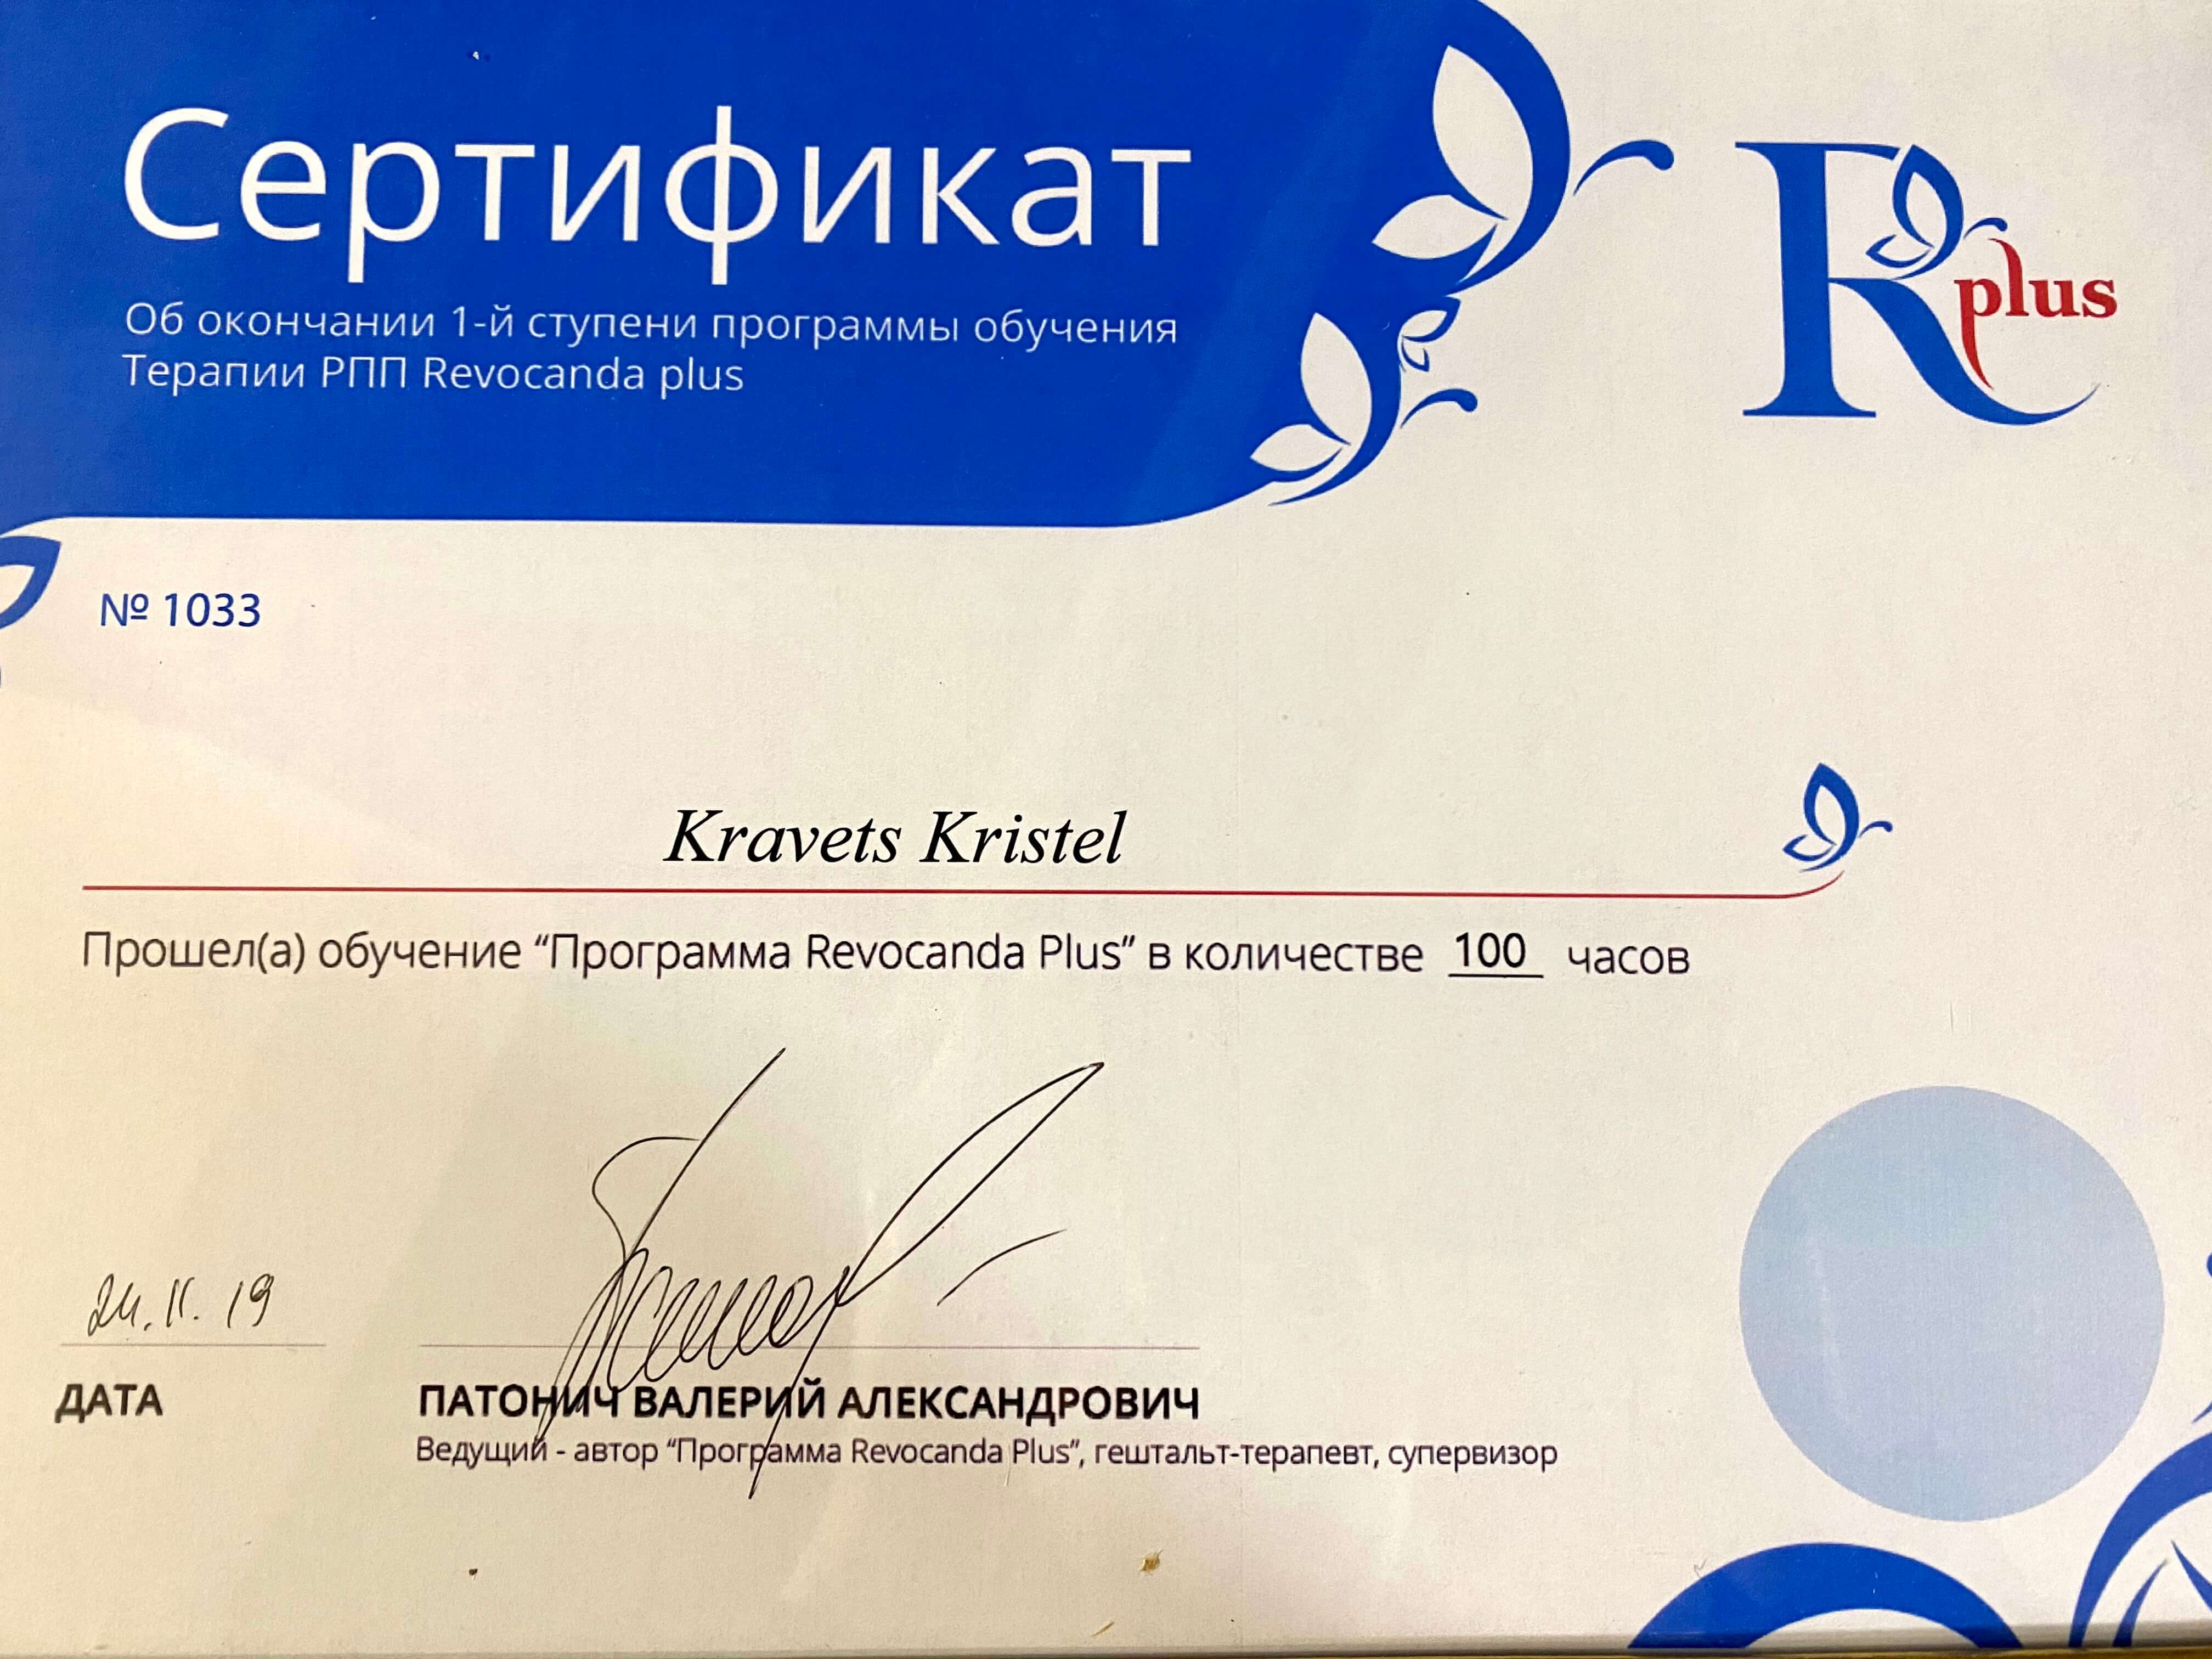 Сертификат
Об окончании 1-й ступени программы обучения
Терапии РПП Revocanda plus
R plus
№ 1033
Kravets Kristel
Прошел(а) обучение “Программа Revocanda Plus” в количестве 100 часов
24.11.19
ДАТА
ПАТОНИЧ ВАЛЕРИЙ АЛЕКСАНДРОВИЧ
Ведущий - автор “Программа Revocanda Plus”, гештальт-терапевт, супервизор